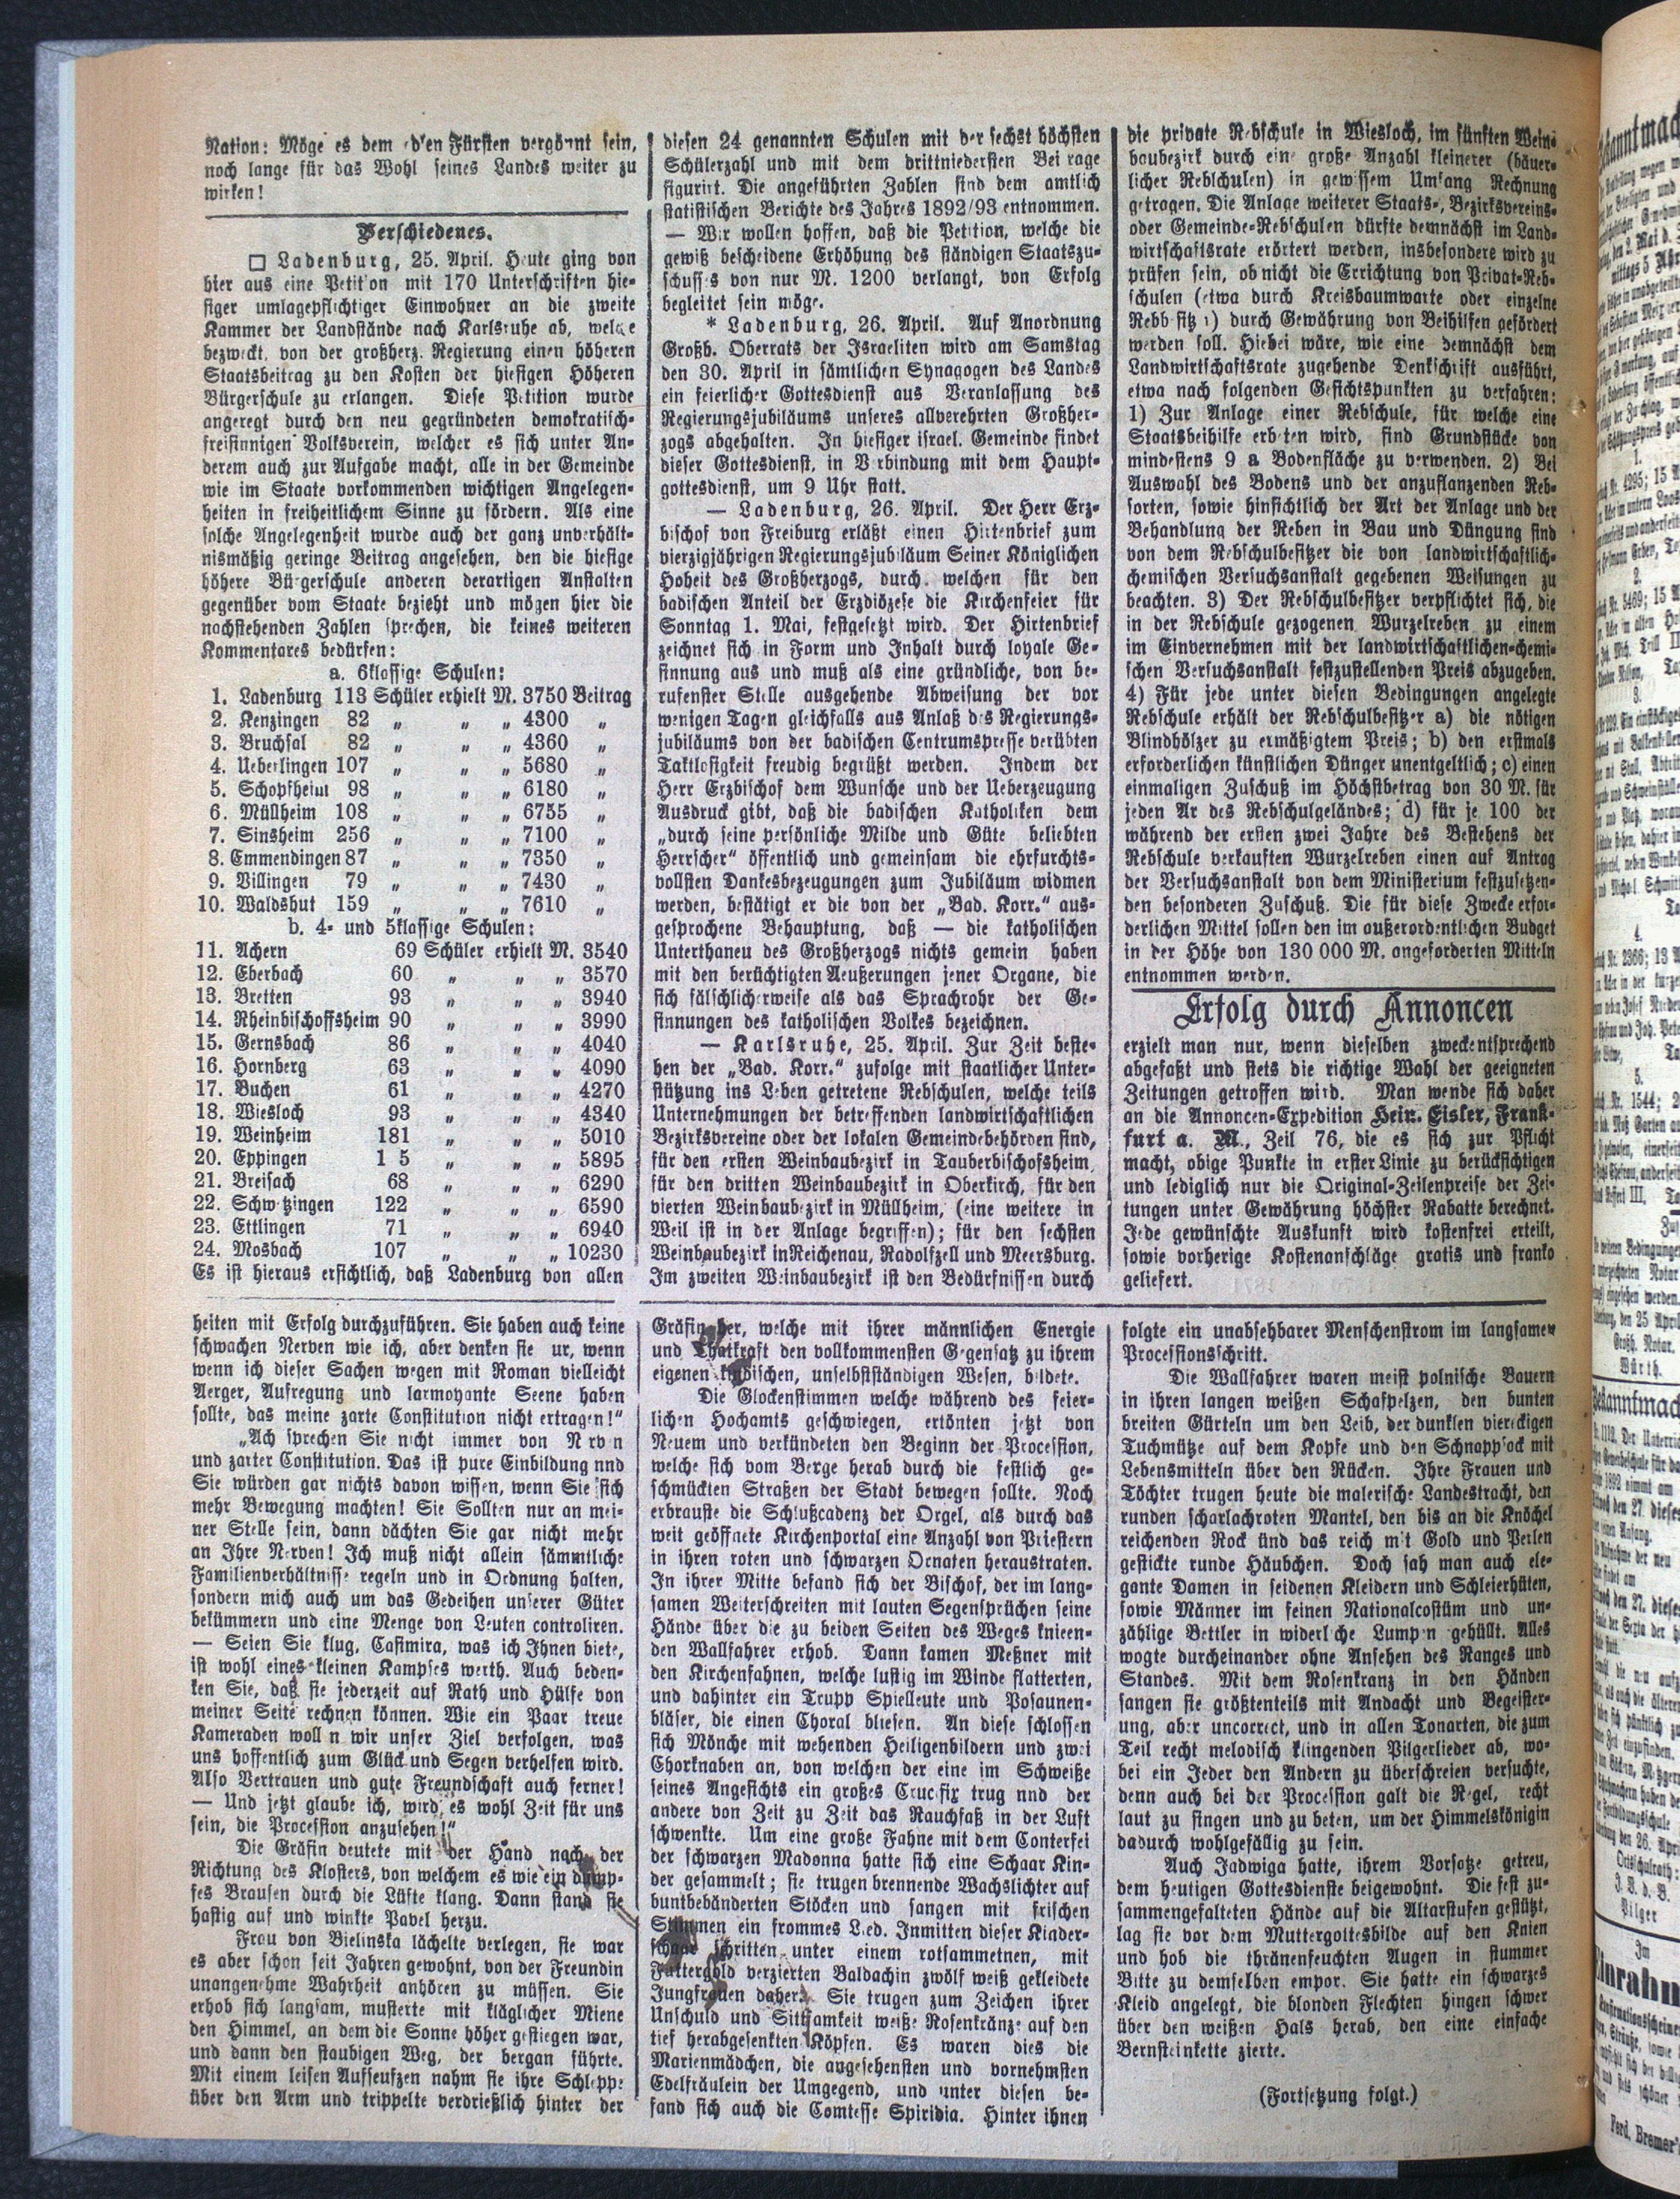 Nation: Möge es dem edlen Fürsten vergönnt sein,
noch lange für das Wohl seines Landes weiter zu
wirken!
Verschiedenes.
□ Ladenburg, 25. April. Heute ging von
hier aus eine Petition mit 170 Unterschriften hie-
siger umlagepflichtiger Einwohner an die zweite
Kammer der Landstände nach Karlsruhe ab, welche
bezweckt, von der großherz. Regierung einen höheren
Staatsbeitrag zu den Kosten der hiesigen Höheren
Bürgerschule zu erlangen. Diese Petition wurde
angeregt durch den neu gegründeten demokratisch-
freisinnigen Volksverein, welcher es sich unter An-
derem auch zur Aufgabe macht, alle in der Gemeinde
wie im Staate vorkommenden wichtigen Angelegen-
heiten in freiheitlichem Sinne zu fördern. Als eine
solche Angelegenheit wurde auch der ganz unverhält-
nismäßig geringe Beitrag angesehen, den die hiesige
höhere Bürgerschule anderen derartigen Anstalten
gegenüber vom Staate bezieht und mögen hier die
nachstehenden Zahlen sprechen, die keines weiteren
Kommentares bedürfen:
a. 6klassige Schulen:
1. Ladenburg 113 Schüler erhielt M. 3750 Beitrag
2. Kenzingen 82 „ „ „ 4300 „
3. Bruchsal 82 „ „ „ 4360 „
4. Ueberlingen 107 „ „ „ 5680 „
5. Schopfheim 98 „ „ „ 6180 „
6. Müllheim 108 „ „ „ 6755 „
7. Sinsheim 256 „ „ „ 7100 „
8. Emmendingen 87 „ „ „ 7350 „
9. Villingen 79 „ „ „ 7430 „
10. Waldshut 159 „ „ „ 7610 „
b. 4- und 5klassige Schulen:
11. Achern 69 Schüler erhielt M. 3540
12. Eberbach 60 „ „ „ 3570
13. Bretten 93 „ „ „ 3940
14. Rheinbischoffsheim 90 „ „ „ 3990
15. Gernsbach 86 „ „ „ 4040
16. Hornberg 63 „ „ „ 4090
17. Buchen 61 „ „ „ 4270
18. Wiesloch 93 „ „ „ 4340
19. Weinheim 181 „ „ „ 5010
20. Eppingen 1 5 „ „ „ 5895
21. Breisach 68 „ „ „ 6290
22. Schwetzingen 122 „ „ „ 6590
23. Ettlingen 71 „ „ „ 6940
24. Mosbach 107 „ „ „ 10230
Es ist hieraus ersichtlich, daß Ladenburg von allen
diesen 24 genannten Schulen mit der sechst höchsten
Schülerzahl und mit dem drittniedersten Beitrage
figurirt. Die angeführten Zahlen sind dem amtlich
statistischen Berichte des Jahres 1892/93 entnommen.
— Wir wollen hoffen, daß die Petition, welche die
gewiß bescheidene Erhöhung des ständigen Staatszu-
schusses von nur M. 1200 verlangt, von Erfolg
begleitet sein möge.
* Ladenburg, 26. April. Auf Anordnung
Großh. Oberrats der Israeliten wird am Samstag
den 30. April in sämtlichen Synagogen des Landes
ein feierlicher Gottesdienst aus Veranlassung des
Regierungsjubiläums unseres allverehrten Großher-
zogs abgehalten. In hiesiger israel. Gemeinde findet
dieser Gottesdienst, in Verbindung mit dem Haupt-
gottesdienst, um 9 Uhr statt.
— Ladenburg, 26. April. Der Herr Erz-
bischof von Freiburg erläßt einen Hirtenbrief zum
vierzigjährigen Regierungsjubiläum Seiner Königlichen
Hoheit des Großherzogs, durch welchen für den
badischen Anteil der Erzdiözese die Kirchenfeier für
Sonntag 1. Mai, festgesetzt wird. Der Hirtenbrief
zeichnet sich in Form und Inhalt durch loyale Ge-
sinnung aus und muß als eine gründliche, von be-
rufenster Stelle ausgehende Abweisung der vor
wenigen Tagen gleichfalls aus Anlaß des Regierungs-
jubiläums von der badischen Centrumspresse verübten
Taktlosigkeit freudig begrüßt werden. Indem der
Herr Erzbischof dem Wunsche und der Ueberzeugung
Ausdruck gibt, daß die badischen Katholiken dem
„durch seine persönliche Milde und Güte beliebten
Herrscher“ öffentlich und gemeinsam die ehrfurchts-
vollsten Dankesbezeugungen zum Jubiläum widmen
werden, bestätigt er die von der „Bad. Korr.“ aus-
gesprochene Behauptung, daß — die katholischen
Unterthaneu des Großherzogs nichts gemein haben
mit den berüchtigten Aeußerungen jener Organe, die
sich fälschlicherweise als das Sprachrohr der Ge-
sinnungen des katholischen Volkes bezeichnen.
— Karlsruhe, 25. April. Zur Zeit beste-
hen der „Bad. Korr.“ zufolge mit staatlicher Unter-
stützung ins Leben getretene Rebschulen, welche teils
Unternehmungen der betreffenden landwirtschaftlichen
Bezirksvereine oder der lokalen Gemeindebehörden sind,
für den ersten Weinbaubezirk in Tauberbischofsheim,
für den dritten Weinbaubezirk in Oberkirch, für den
vierten Weinbaubezirk in Müllheim, (eine weitere in
Weil ist in der Anlage begriffen); für den sechsten
Weinbaubezirk in Reichenau, Radolfzell und Meersburg.
Im zweiten Weinbaubezirk ist den Bedürfnissen durch
die private Rebschule in Wiesloch, im fünften Wein-
baubezirk durch eine große Anzahl kleinerer (bäuer-
licher Reblchulen) in gewissem Umfang Rechnung
getragen. Die Anlage weiterer Staats-, Bezirksvereins-
oder Gemeinde-Rebschulen dürfte demnächst im Land-
wirtschaftsrate erörtert werden, insbesondere wird zu
prüfen sein, ob nicht die Errichtung von Privat-Reb-
schulen (etwa durch Kreisbaumwarte oder einzelne
Rebbesitzer) durch Gewährung von Beihilfen gefördert
werden soll. Hiebei wäre, wie eine demnächst dem
Landwirtschaftsrate zugehende Denkschrift ausführt,
etwa nach folgenden Gesichtspunkten zu verfahren:
1) Zur Anlage einer Rebschule, für welche eine
Staatsbeihilfe erbeten wird, sind Grundstücke von
mindestens 9 a Bodenfläche zu verwenden. 2) Bei
Auswahl des Bodens und der anzuflanzenden Reb-
sorten, sowie hinsichtlich der Art der Anlage und der
Behandlung der Reben in Bau und Düngung sind
von dem Rebschulbesitzer die von landwirtschaftlich-
chemischen Versuchsanstalt gegebenen Weisungen zu
beachten. 3) Der Rebschulbesitzer verpflichtet sich, die
in der Rebschule gezogenen Wurzelreben zu einem
im Einvernehmen mit der landwirtschaftlichen-chemi-
schen Versuchsanstalt festzustellenden Preis abzugeben.
4) Für jede unter diesen Bedingungen angelegte
Rebschule erhält der Rebschulbesitzer a) die nötigen
Blindhölzer zu ermäßigtem Preis; b) den erstmals
erforderlichen künstlichen Dünger unentgeltlich; c) einen
einmaligen Zuschuß im Höchstbetrag von 30 M. für
jeden Ar des Rebschulgeländes; d) für je 100 der
während der ersten zwei Jahre des Bestehens der
Rebschule verkauften Wurzelreben einen auf Antrag
der Versuchsanstalt von dem Ministerium festzusetzen-
den besonderen Zuschuß. Die für diese Zwecke erfor-
derlichen Mittel sollen den im außerordentlichen Budget
in der Höhe von 130 000 M. angeforderten Mitteln
entnommen werden.
Erfolg durch Annoncen
erzielt man nur, wenn dieselben zweckentsprechend
abgefaßt und stets die richtige Wahl der geeigneten
Zeitungen getroffen wird. Man wende sich daher
an die Annoncen-Expedition Hein. Eisler, Frank-
furt a. M., Zeil 76, die es sich zur Pflicht
macht, obige Punkte in erster Linie zu berücksichtigen
und lediglich nur die Original-Zeilenpreise der Zei-
tungen unter Gewährung höchster Rabatte berechnet.
Jede gewünschte Auskunft wird kostenfrei erteilt,
sowie vorherige Kostenanschläge gratis und franko
geliefert.
heiten mit Erfolg durchzuführen. Sie haben auch keine
schwachen Nerven wie ich, aber denken sie ur, wenn
wenn ich dieser Sachen wegen mit Roman vielleicht
Aerger, Aufregung und larmoyante Seene haben
sollte, das meine zarte Constitution nicht ertragen!“
„Ach sprechen Sie nicht immer von Nerven
und zarter Constitution. Das ist pure Einbildung nnd
Sie würden gar nichts davon wissen, wenn Sie sich
mehr Bewegung machten! Sie Sollten nur an mei-
ner Stelle sein, dann dächten Sie gar nicht mehr
an Ihre Nerven! Ich muß nicht allein sämmtliche
Familienverhältnisse regeln und in Ordnung halten,
sondern mich auch um das Gedeihen unserer Güter
bekümmern und eine Menge von Leuten controliren.
— Seien Sie klug, Casimira, was ich Ihnen biete,
ist wohl eines kleinen Kampfes werth. Auch beden-
ken Sie, daß sie jederzeit auf Rath und Hülfe von
meiner Seite rechnen können. Wie ein Paar treue
Kameraden wollen wir unser Ziel verfolgen, was
uns hoffentlich zum Glück und Segen verhelfen wird.
Also Vertrauen und gute Freundschaft auch ferner!
— Und jetzt glaube ich, wird es wohl Zeit für uns
sein, die Procession anzusehen!“
Die Gräfin deutete mit der Hand nach der
Richtung des Klosters, von welchem es wie ein dump-
fes Brausen durch die Lüfte klang. Dann stand sie
hastig auf und winkte Pavel herzu.
Frau von Bielinska lächelte verlegen, sie war
es aber schon seit Jahren gewohnt, von der Freundin
unangenehme Wahrheit anhören zu müssen. Sie
erhob sich langsam, musterte mit kläglicher Miene
den Himmel, an dem die Sonne höher gestiegen war,
und dann den staubigen Weg, der bergan führte.
Mit einem leisen Aufseufzen nahm sie ihre Schleppe
über den Arm und trippelte verdrießlich hinter der
Gräfin her, welche mit ihrer männlichen Energie
und Thatkraft den vollkommensten Gegensatz zu ihrem
eigenen kindischen, unselbstständigen Wesen, bildete.
Die Glockenstimmen welche während des feier-
lichen Hochamts geschwiegen, ertönten jetzt von
Neuem und verkündeten den Beginn der Procession,
welche sich vom Berge herab durch die festlich ge-
schmückten Straßen der Stadt bewegen sollte. Noch
erbrauste die Schlußcadenz der Orgel, als durch das
weit geöffnete Kirchenportal eine Anzahl von Priestern
in ihren roten und schwarzen Ornaten heraustraten.
In ihrer Mitte befand sich der Bischof, der im lang-
samen Weiterschreiten mit lauten Segensprüchen seine
Hände über die zu beiden Seiten des Weges knieen-
den Wallfahrer erhob. Dann kamen Meßner mit
den Kirchenfahnen, welche lustig im Winde flatterten,
und dahinter ein Trupp Spielleute und Posaunen-
bläser, die einen Choral bliesen. An diese schlossen
sich Mönche mit wehenden Heiligenbildern und zwei
Chorknaben an, von welchen der eine im Schweiße
seines Angesichts ein großes Crucifix trug nnd der
andere von Zeit zu Zeit das Rauchfaß in der Luft
schwenkte. Um eine große Fahne mit dem Conterfei
der schwarzen Madonna hatte sich eine Schaar Kin-
der gesammelt; sie trugen brennende Wachslichter auf
buntbebänderten Stöcken und sangen mit frischen
Stimmen ein frommes Lied. Inmitten dieser Kinder-
schaar schritten unter einem rotsammetnen, mit
Flittergold verzierten Baldachin zwölf weiß gekleidete
Jungfrauen daher. Sie trugen zum Zeichen ihrer
Unschuld und Sittsamkeit weiße Rosenkränze auf den
tief herabgesenkten Köpfen. Es waren dies die
Marienmädchen, die angesehensten und vornehmsten
Edelfräulein der Umgegend, und unter diesen be-
fand sich auch die Comtesse Spiridia. Hinter ihnen
folgte ein unabsehbarer Menschenstrom im langsamen
Processionsschritt.
Die Wallfahrer waren meist polnische Bauern
in ihren langen weißen Schafpelzen, den bunten
breiten Gürteln um den Leib, der dunklen viereckigen
Tuchmütze auf dem Kopfe und den Schnappsack mit
Lebensmitteln über den Rücken. Ihre Frauen und
Töchter trugen heute die malerische Landestracht, den
runden scharlachroten Mantel, den bis an die Knöchel
reichenden Rock ünd das reich mit Gold und Perlen
gestickte runde Häubchen. Doch sah man auch ele-
gante Damen in seidenen Kleidern und Schleierhüten,
sowie Männer im feinen Nationalcostüm und un-
zählige Bettler in widerliche Lumpen gehüllt. Alles
wogte durcheinander ohne Ansehen des Ranges und
Standes. Mit dem Rosenkranz in den Händen
sangen sie größtenteils mit Andacht und Begeister-
ung, aber uncorrect, und in allen Tonarten, die zum
Teil recht melodisch klingenden Pilgerlieder ab, wo-
bei ein Jeder den Andern zu überschreien versuchte,
denn auch bei der Procession galt die Regel, recht
laut zu singen und zu beten, um der Himmelskönigin
dadurch wohlgefällig zu sein.
Auch Jadwiga hatte, ihrem Vorsatze getreu,
dem heutigen Gottesdienste beigewohnt. Die fest zu-
sammengefalteten Hände auf die Altarstufen gestützt,
lag sie vor dem Muttergottesbilde auf den Knien
und hob die thränenfeuchten Augen in stummer
Bitte zu demselben empor. Sie hatte ein schwarzes
Kleid angelegt, die blonden Flechten hingen schwer
über den weißen Hals herab, den eine einfache
Bernsteinkette zierte.
(Fortsetzung folgt.)